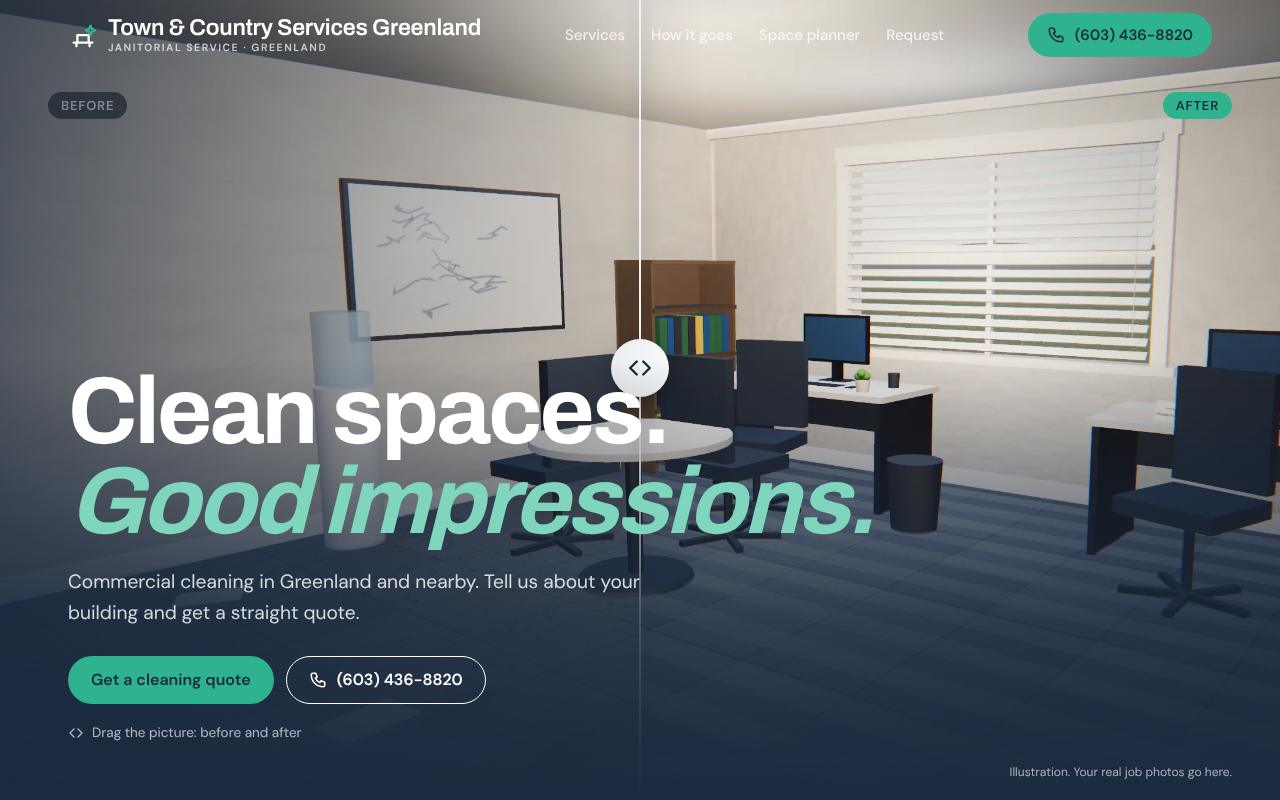 Town & Country Services Greenland
JANITORIAL SERVICE · GREENLAND
Services
How it goes
Space planner
Request
(603) 436-8820
BEFORE
AFTER
Clean spaces.
Good impressions.
Commercial cleaning in Greenland and nearby. Tell us about your
building and get a straight quote.
Get a cleaning quote
(603) 436-8820
Drag the picture: before and after
Illustration. Your real job photos go here.